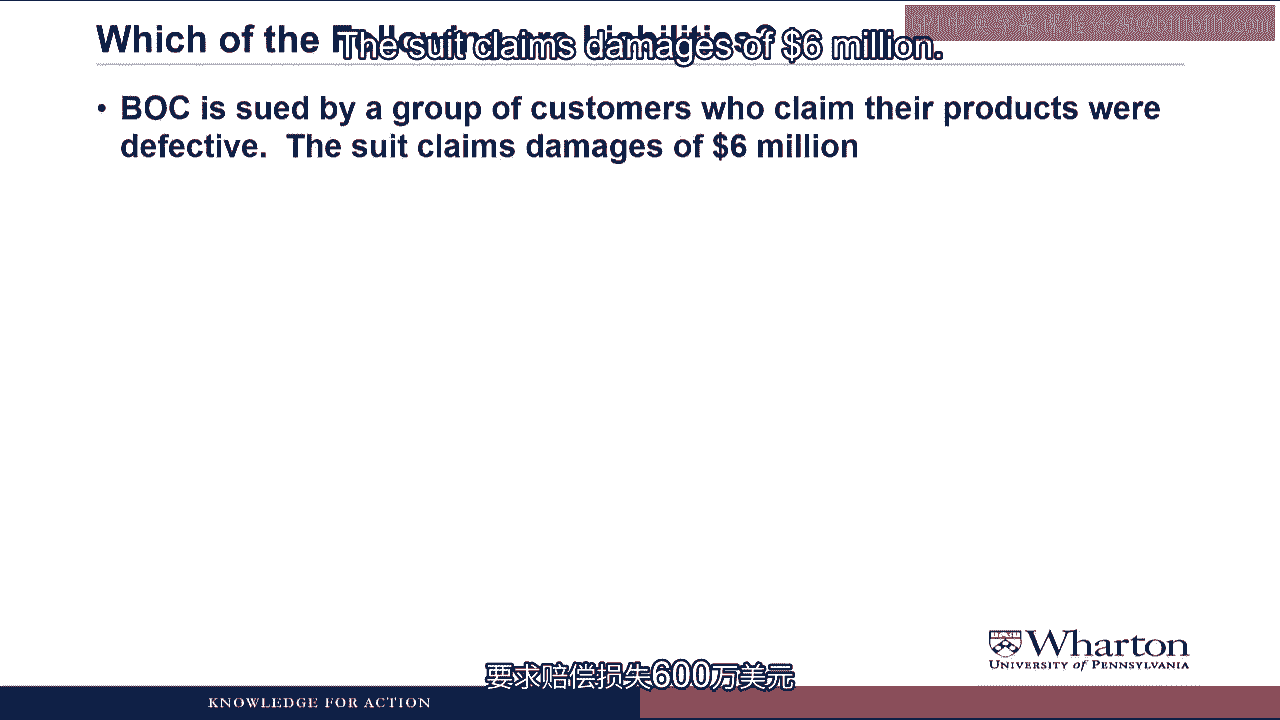 Which of the Following are Liabilities?
The suit claims damages of $6 million.
• BOC is sued by a group of customers who claim their products were
defective. The suit claims damages of $6 million
Wharton
UNIVERSITY of PENNSYLVANIA
要求赔偿损失600万美元
KNOWLEDGE FOR ACTION